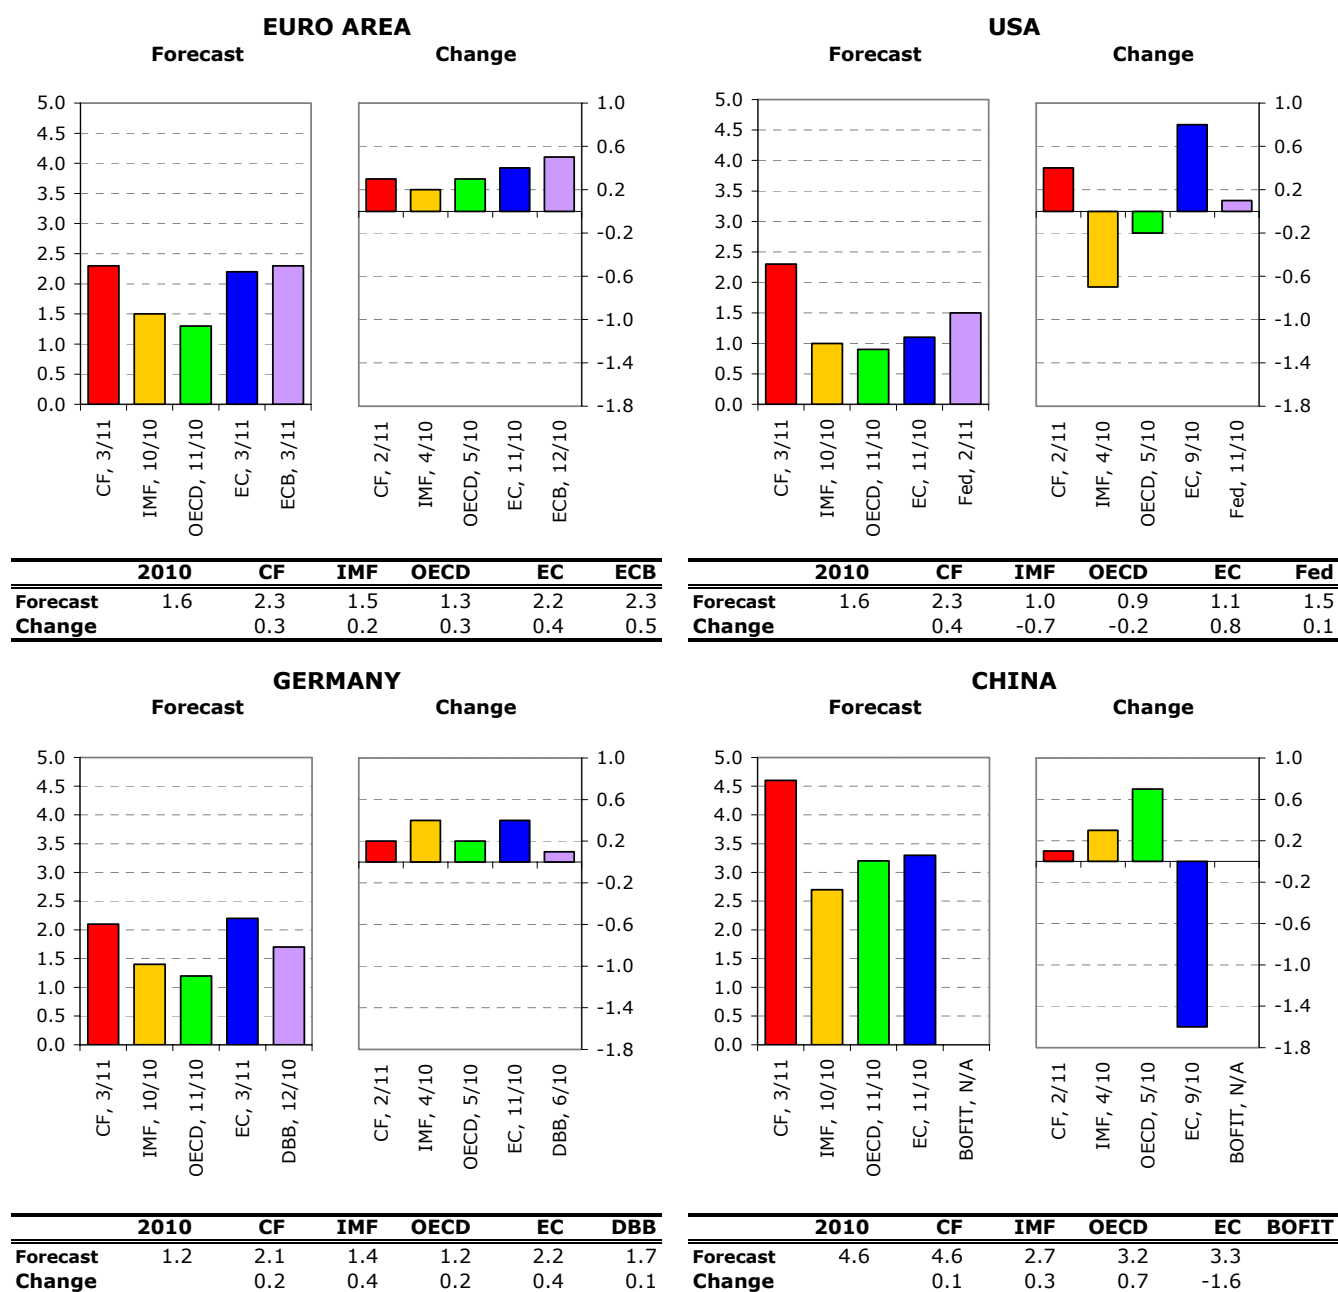 EURO AREA
Forecast Change
5.0
4.5
4.0
3.5
3.0
2.5
2.0
1.5
1.0
0.5
0.0
CF, 3/11
IMF, 10/10
OECD, 11/10
EC, 3/11
ECB, 3/11
1.0
0.6
0.2
-0.2
-0.6
-1.0
-1.4
-1.8
CF, 2/11
IMF, 4/10
OECD, 5/10
EC, 11/10
ECB, 12/10
2010 CF IMF OECD EC ECB
Forecast 1.6 2.3 1.5 1.3 2.2 2.3
Change 0.3 0.2 0.3 0.4 0.5
USA
Forecast Change
5.0
4.5
4.0
3.5
3.0
2.5
2.0
1.5
1.0
0.5
0.0
CF, 3/11
IMF, 10/10
OECD, 11/10
EC, 11/10
Fed, 2/11
1.0
0.6
0.2
-0.2
-0.6
-1.0
-1.4
-1.8
CF, 2/11
IMF, 4/10
OECD, 5/10
EC, 9/10
Fed, 11/10
2010 CF IMF OECD EC Fed
Forecast 1.6 2.3 1.0 0.9 1.1 1.5
Change 0.4 -0.7 -0.2 0.8 0.1
GERMANY
Forecast Change
5.0
4.5
4.0
3.5
3.0
2.5
2.0
1.5
1.0
0.5
0.0
CF, 3/11
IMF, 10/10
OECD, 11/10
EC, 3/11
DBB, 12/10
1.0
0.6
0.2
-0.2
-0.6
-1.0
-1.4
-1.8
CF, 2/11
IMF, 4/10
OECD, 5/10
EC, 11/10
DBB, 6/10
2010 CF IMF OECD EC DBB
Forecast 1.2 2.1 1.4 1.2 2.2 1.7
Change 0.2 0.4 0.2 0.4 0.1
CHINA
Forecast Change
5.0
4.5
4.0
3.5
3.0
2.5
2.0
1.5
1.0
0.5
0.0
CF, 3/11
IMF, 10/10
OECD, 11/10
EC, 11/10
BOFIT, N/A
1.0
0.6
0.2
-0.2
-0.6
-1.0
-1.4
-1.8
CF, 2/11
IMF, 4/10
OECD, 5/10
EC, 9/10
BOFIT, N/A
2010 CF IMF OECD EC BOFIT
Forecast 4.6 4.6 2.7 3.2 3.3
Change 0.1 0.3 0.7 -1.6